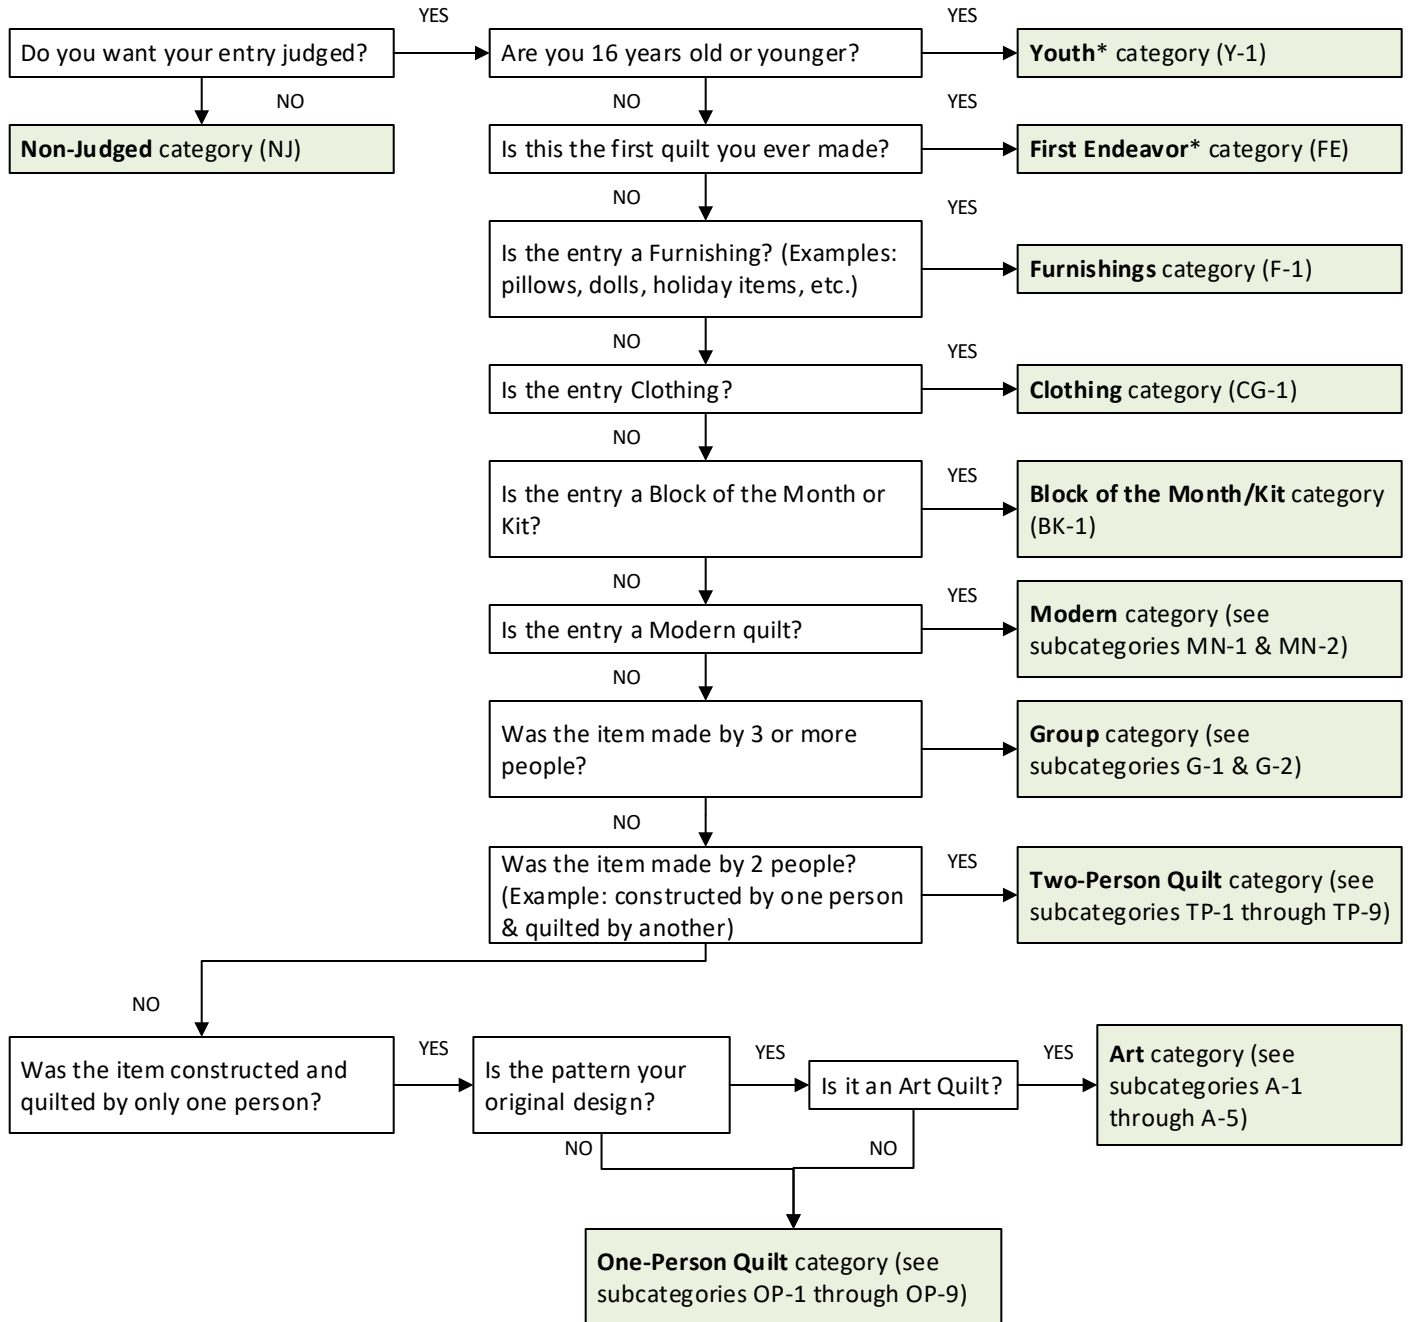 YES
YES
Do you want your entry judged?
Are you 16 years old or younger?
Youth* category (Y-1)
NO
NO
YES
Non-Judged category (NJ)
Is this the first quilt you ever made?
First Endeavor* category (FE)
NO
YES
Is the entry a Furnishing? (Examples:
pillows, dolls, holiday items, etc.)
Furnishings category (F-1)
NO
YES
Is the entry Clothing?
Clothing category (CG-1)
NO
YES
Is the entry a Block of the Month or
Kit?
Block of the Month/Kit category
(BK-1)
NO
YES
Is the entry a Modern quilt?
Modern category (see
subcategories MN-1 & MN-2)
NO
Was the item made by 3 or more
people?
Group category (see
subcategories G-1 & G-2)
NO
YES
Was the item made by 2 people?
(Example: constructed by one person
& quilted by another)
Two-Person Quilt category (see
subcategories TP-1 through TP-9)
NO
Was the item constructed and
quilted by only one person?
YES
Is the pattern your
original design?
YES
Is it an Art Quilt?
YES
Art category (see
subcategories A-1
through A-5)
NO
NO
One-Person Quilt category (see
subcategories OP-1 through OP-9)